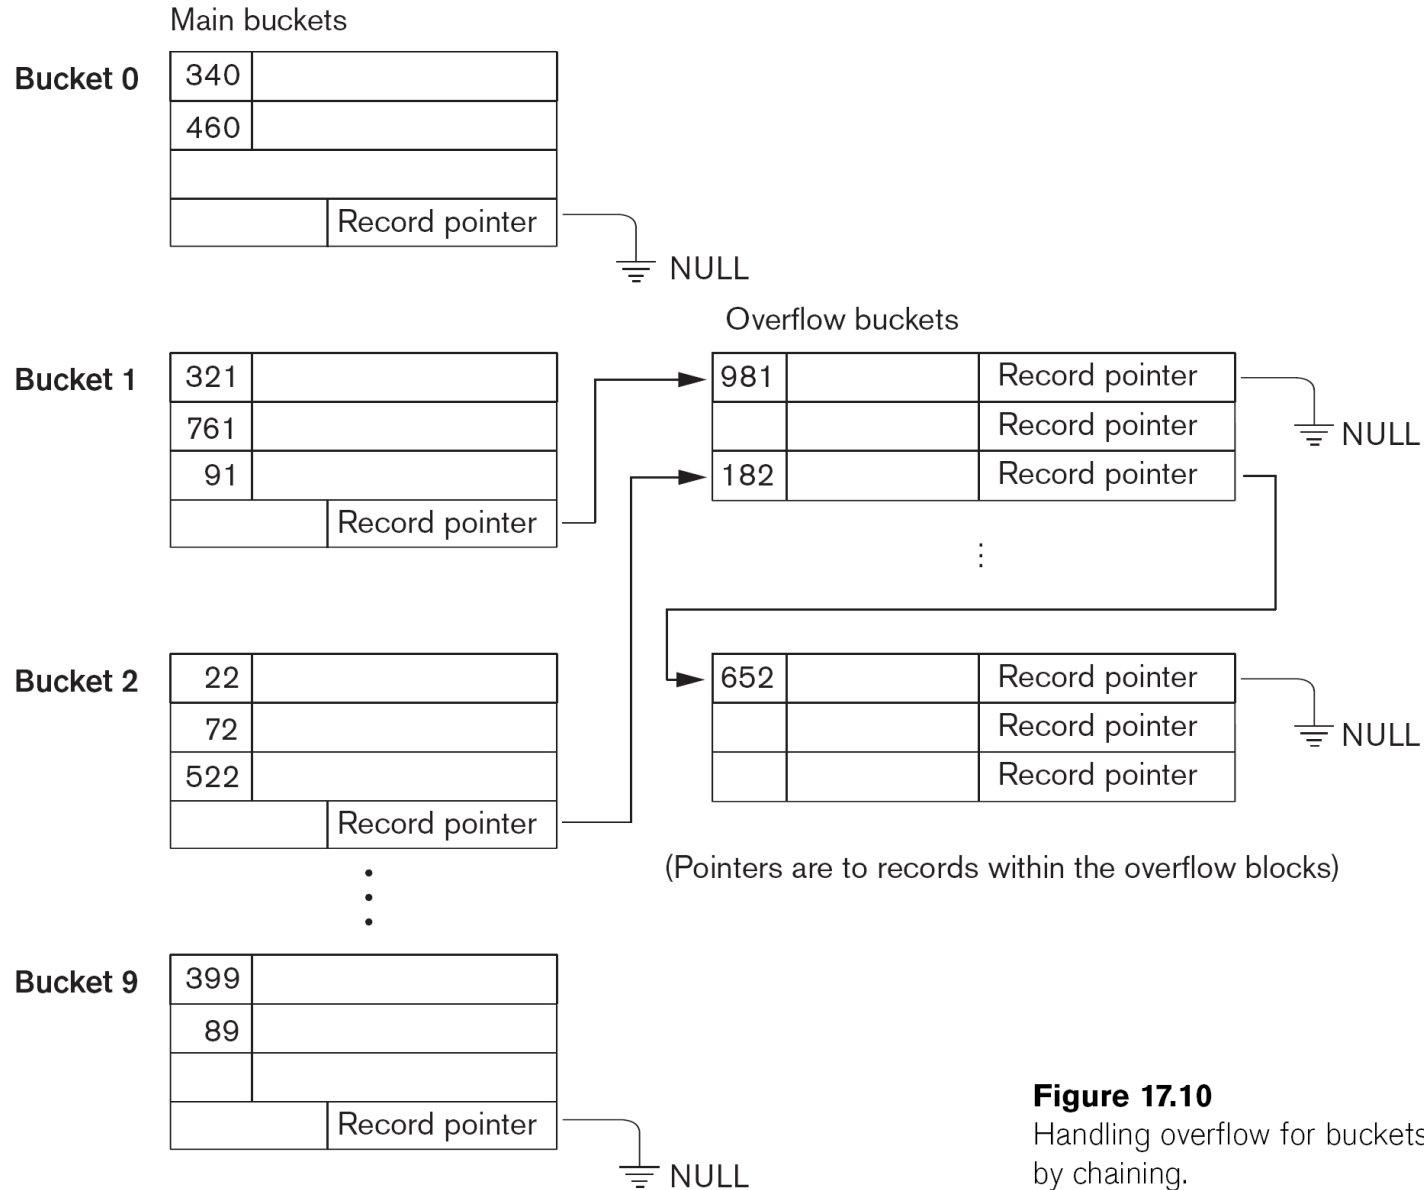 Main buckets
Bucket 0
340
460
Record pointer
NULL
Overflow buckets
Bucket 1
321
761
91
Record pointer
981 Record pointer
Record pointer
182 Record pointer
NULL
Bucket 2
22
72
522
Record pointer
652 Record pointer
Record pointer
Record pointer
NULL
(Pointers are to records within the overflow blocks)
Bucket 9
399
89
Record pointer
NULL
Figure 17.10
Handling overflow for buckets
by chaining.